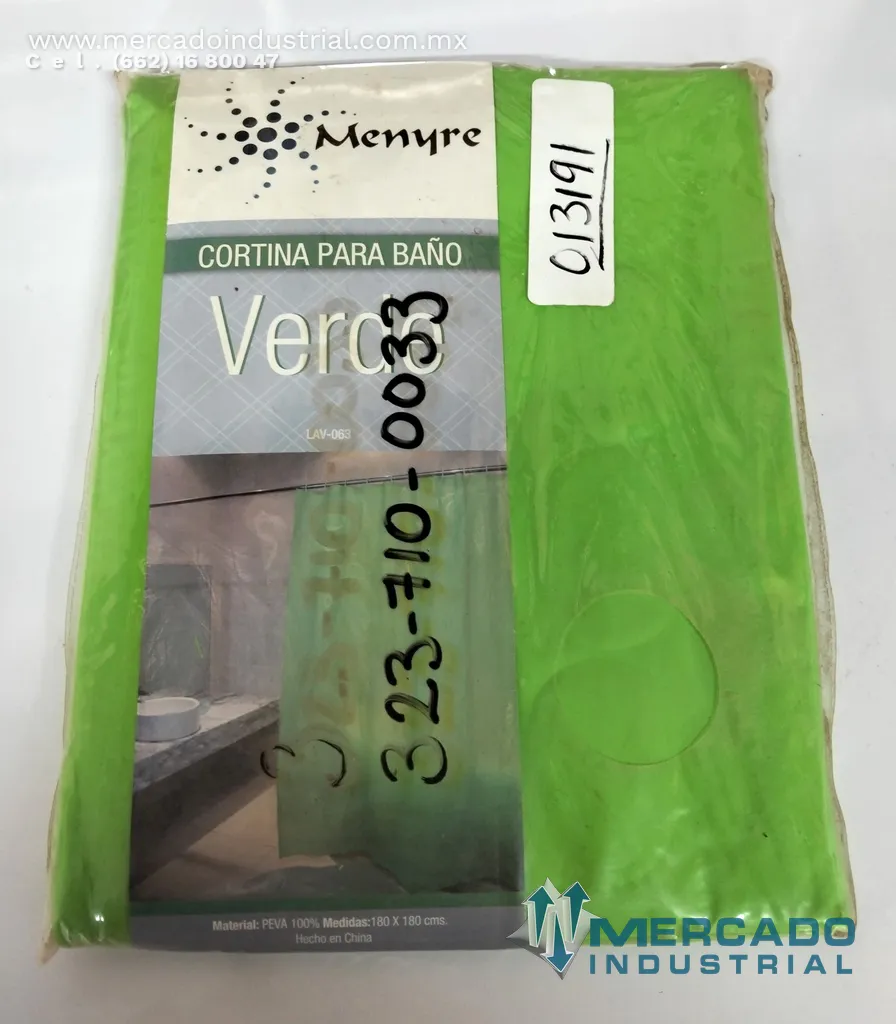 www.mercadoindustrial.com.mx
Cel. (662) 16 800 47
Menyre
013191
CORTINA PARA BAÑO
Verde
LAV-063
323-710-0033
Material: PEVA 100% Medidas:180 X 180 cms.
Hecho en China
MERCADO
INDUSTRIAL